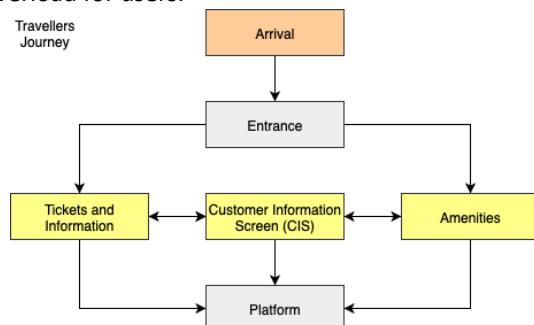 Travellers
Journey
Arrival
Entrance
Tickets and
Information
Customer Information
Screen (CIS)
Amenities
Platform